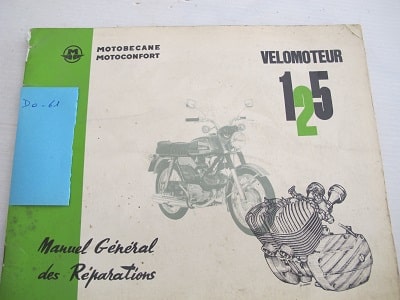 M
MOTOBECANE
MOTOCONFORT
VELOMOTEUR
125
Do-61
Manuel Général
des Réparations